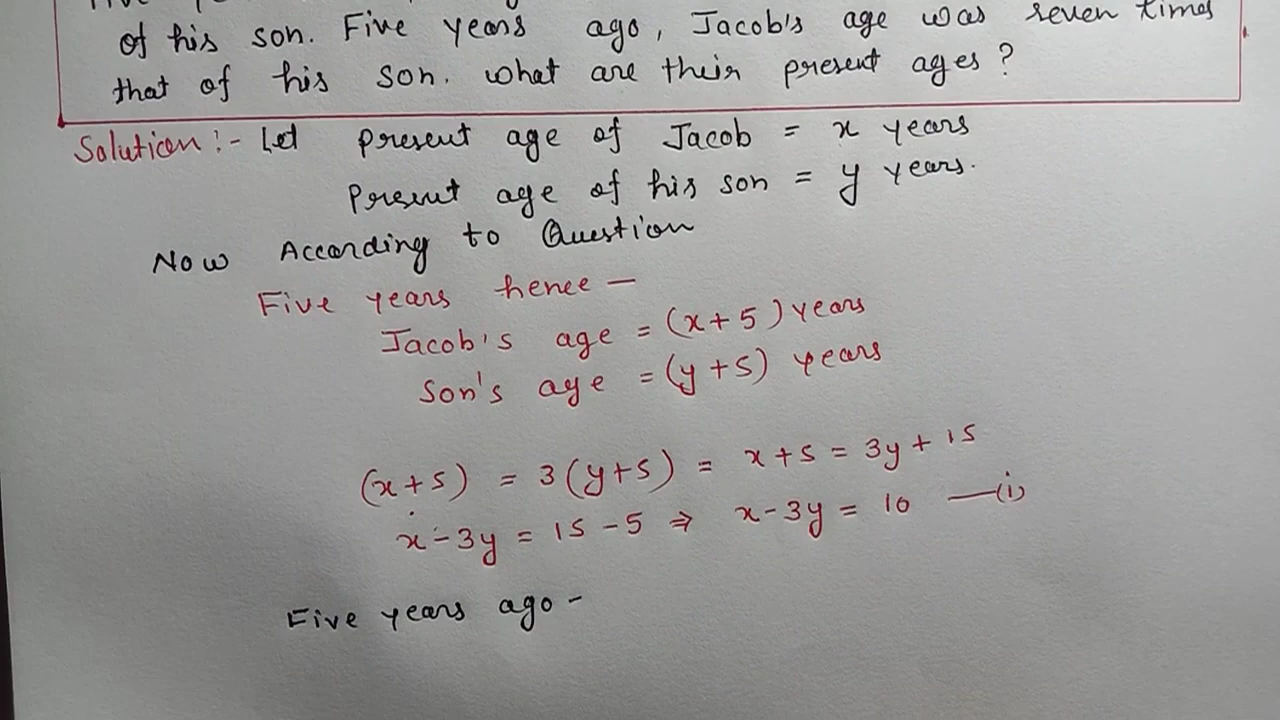 of his son. Five years ago, Jacob's age was seven times
that of his son. What are their present ages?
Solution :- Let present age of Jacob = x years
Present age of his son = y years.
Now According to Question
Five years hence —
Jacob's age = (x+5) years
Son's age = (y+5) years
(x+5) = 3(y+5) = x+5 = 3y+15
x-3y = 15-5 ⇒ x-3y = 10 —(i)
Five years ago -